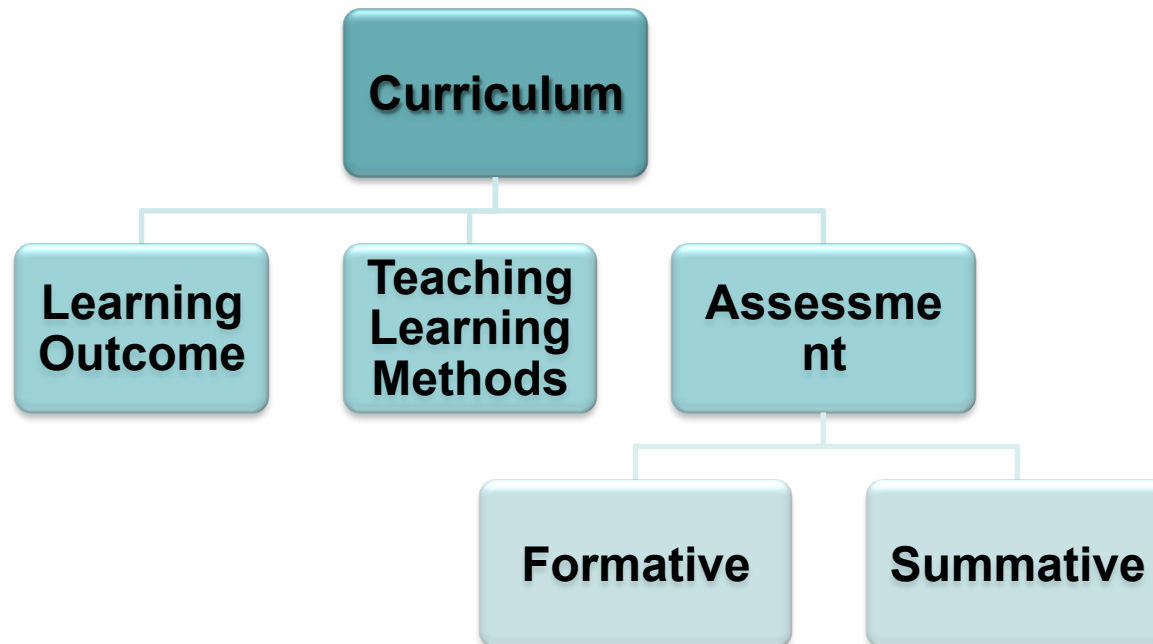 Curriculum
Learning
Outcome
Teaching
Learning
Methods
Assessme
nt
Formative
Summative